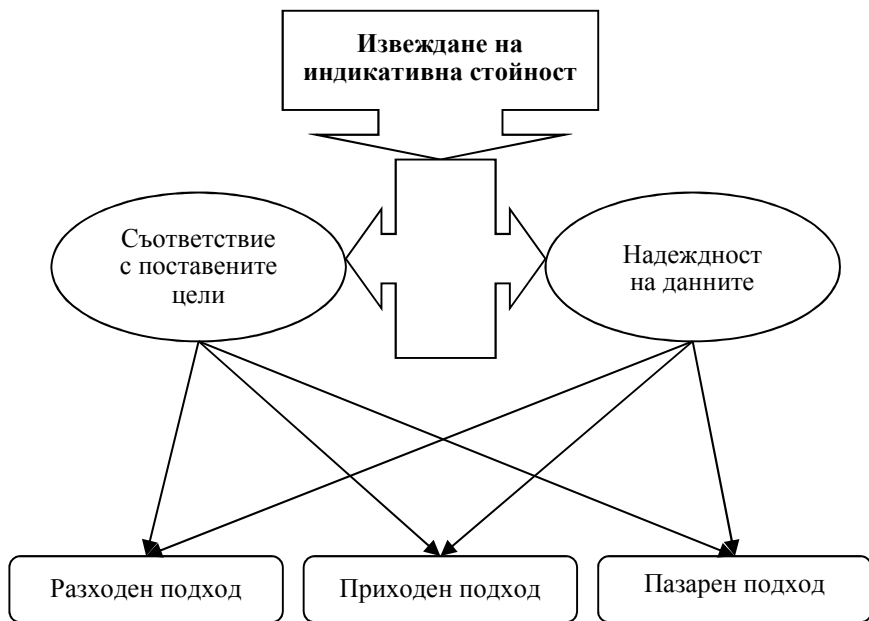 Извеждане на
индикативна стойност
Съответствие
с поставените
цели
Надеждност
на данните
Разходен подход
Приходен подход
Пазарен подход